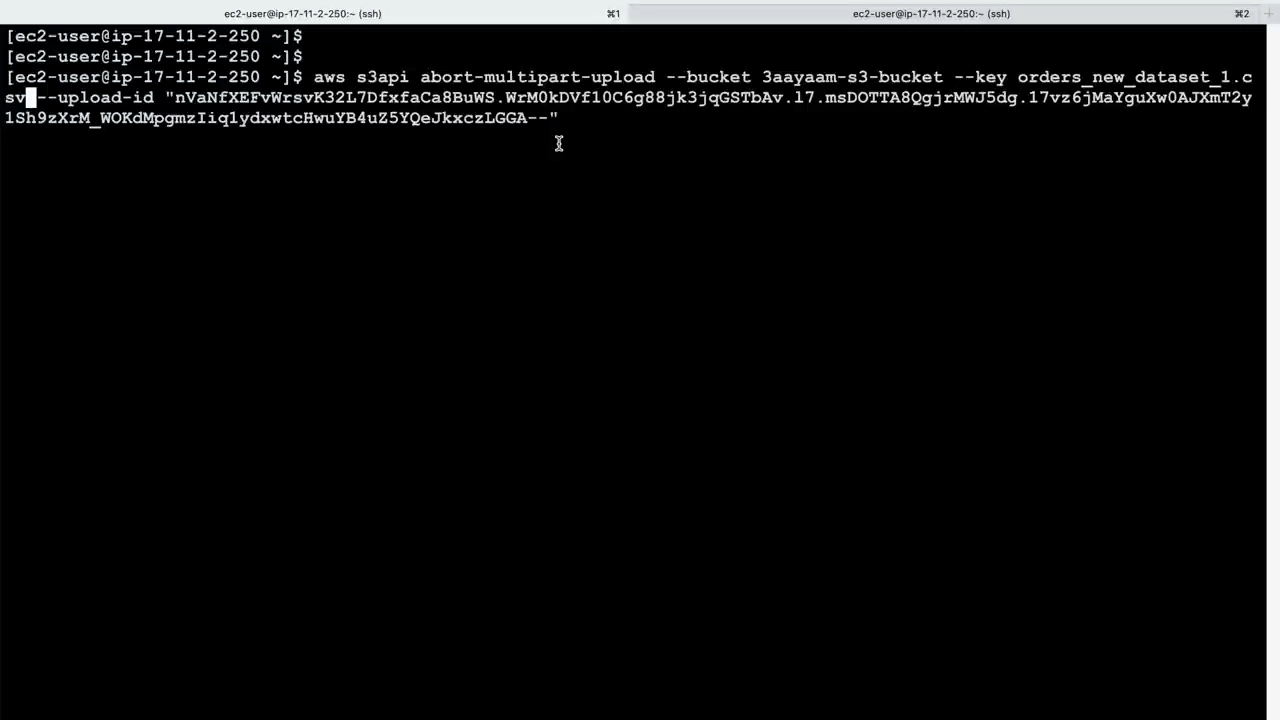 ec2-user@ip-17-11-2-250:~ (ssh) ⌘1 ec2-user@ip-17-11-2-250:~ (ssh) ⌘2
[ec2-user@ip-17-11-2-250 ~]$
[ec2-user@ip-17-11-2-250 ~]$
[ec2-user@ip-17-11-2-250 ~]$ aws s3api abort-multipart-upload --bucket 3aayaam-s3-bucket --key orders_new_dataset_1.c
sv --upload-id "nVaNfXEFvWrsvK32L7DfxfaCa8BuWS.WrM0kDVf10C6g88jk3jqGSTbAv.l7.msDOTTA8QgjrMWJ5dg.17vz6jMaYguXw0AJXmT2y
1Sh9zXrM_WOKdMpgmzIiq1ydxwtcHwuYB4uZ5YQeJkxczLGGA--"